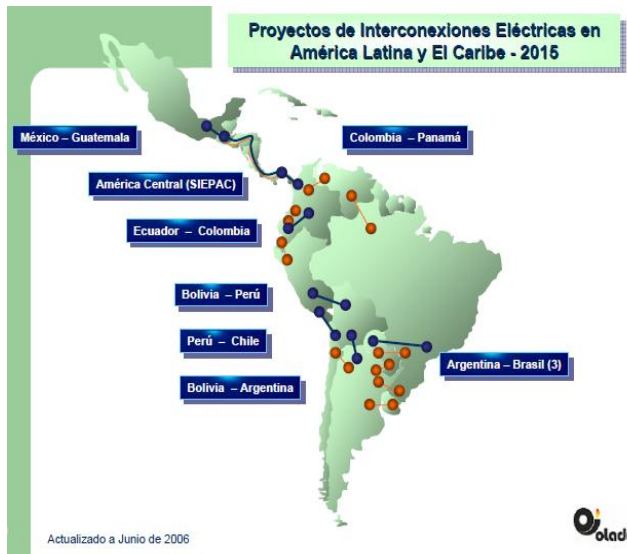 Proyectos de Interconexiones Eléctricas en
América Latina y El Caribe - 2015
México – Guatemala
Colombia – Panamá
América Central (SIEPAC)
Ecuador – Colombia
Bolivia – Perú
Perú – Chile
Argentina – Brasil (3)
Bolivia – Argentina
Actualizado a Junio de 2006
olade